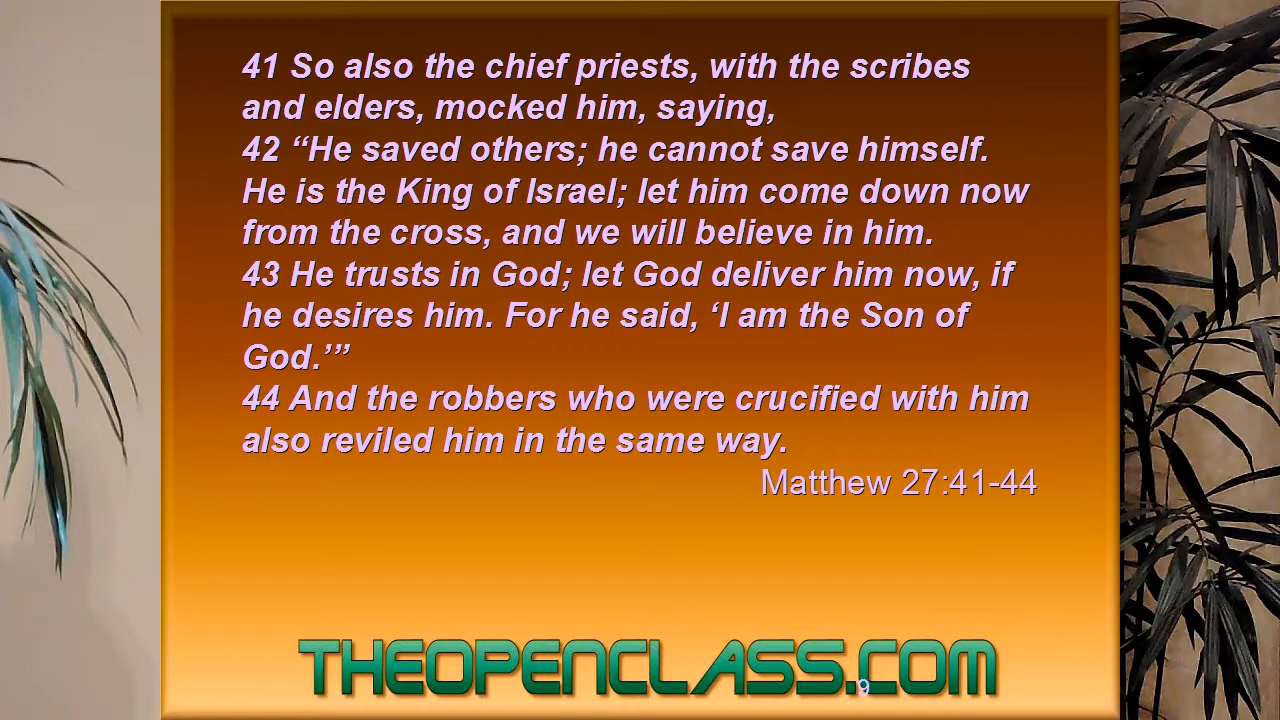 41 So also the chief priests, with the scribes
and elders, mocked him, saying,
42 “He saved others; he cannot save himself.
He is the King of Israel; let him come down now
from the cross, and we will believe in him.
43 He trusts in God; let God deliver him now, if
he desires him. For he said, ‘I am the Son of
God.’”
44 And the robbers who were crucified with him
also reviled him in the same way.
Matthew 27:41-44
THEOPENCLASS.COM
9